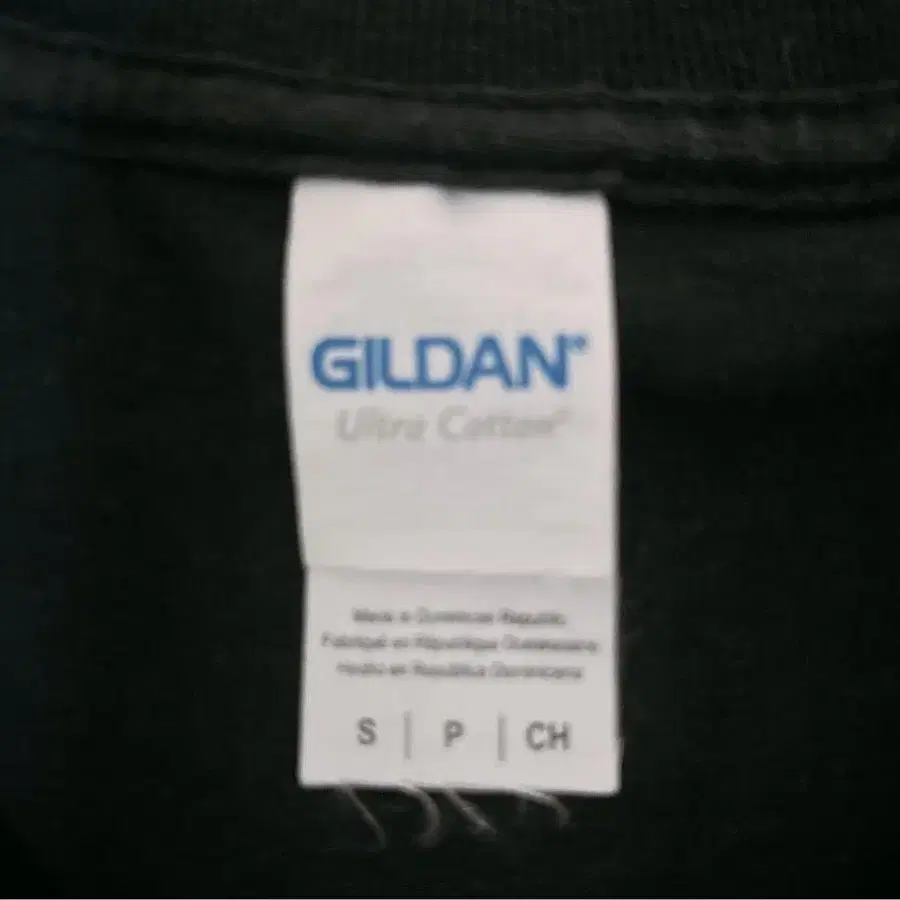 GILDAN®
Ultra Cotton®
Made in Dominican Republic
Fabriqué en République Dominicaine
Hecho en República Dominicana
S | P | CH